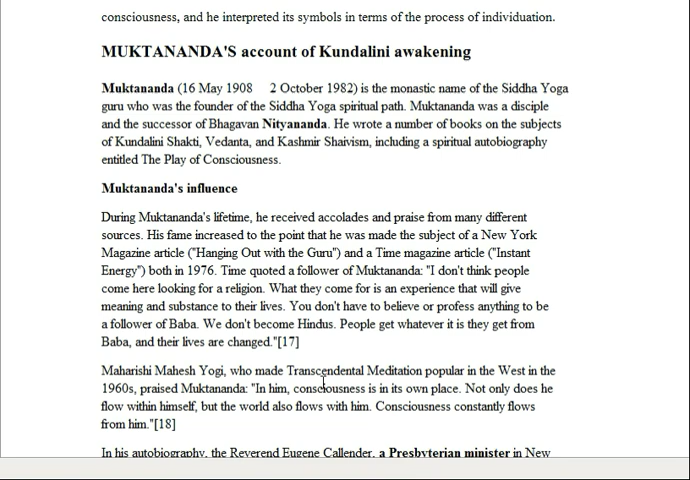 consciousness, and he interpreted its symbols in terms of the process of individuation.
MUKTANANDA'S account of Kundalini awakening
Muktananda (16 May 1908 2 October 1982) is the monastic name of the Siddha Yoga
guru who was the founder of the Siddha Yoga spiritual path. Muktananda was a disciple
and the successor of Bhagavan Nityananda. He wrote a number of books on the subjects
of Kundalini Shakti, Vedanta, and Kashmir Shaivism, including a spiritual autobiography
entitled The Play of Consciousness.
Muktananda's influence
During Muktananda's lifetime, he received accolades and praise from many different
sources. His fame increased to the point that he was made the subject of a New York
Magazine article ("Hanging Out with the Guru") and a Time magazine article ("Instant
Energy") both in 1976. Time quoted a follower of Muktananda: "I don't think people
come here looking for a religion. What they come for is an experience that will give
meaning and substance to their lives. You don't have to believe or profess anything to be
a follower of Baba. We don't become Hindus. People get whatever it is they get from
Baba, and their lives are changed."[17]
Maharishi Mahesh Yogi, who made Transcendental Meditation popular in the West in the
1960s, praised Muktananda: "In him, consciousness is in its own place. Not only does he
flow within himself, but the world also flows with him. Consciousness constantly flows
from him."[18]
In his autobiography, the Reverend Eugene Callender, a Presbyterian minister in New